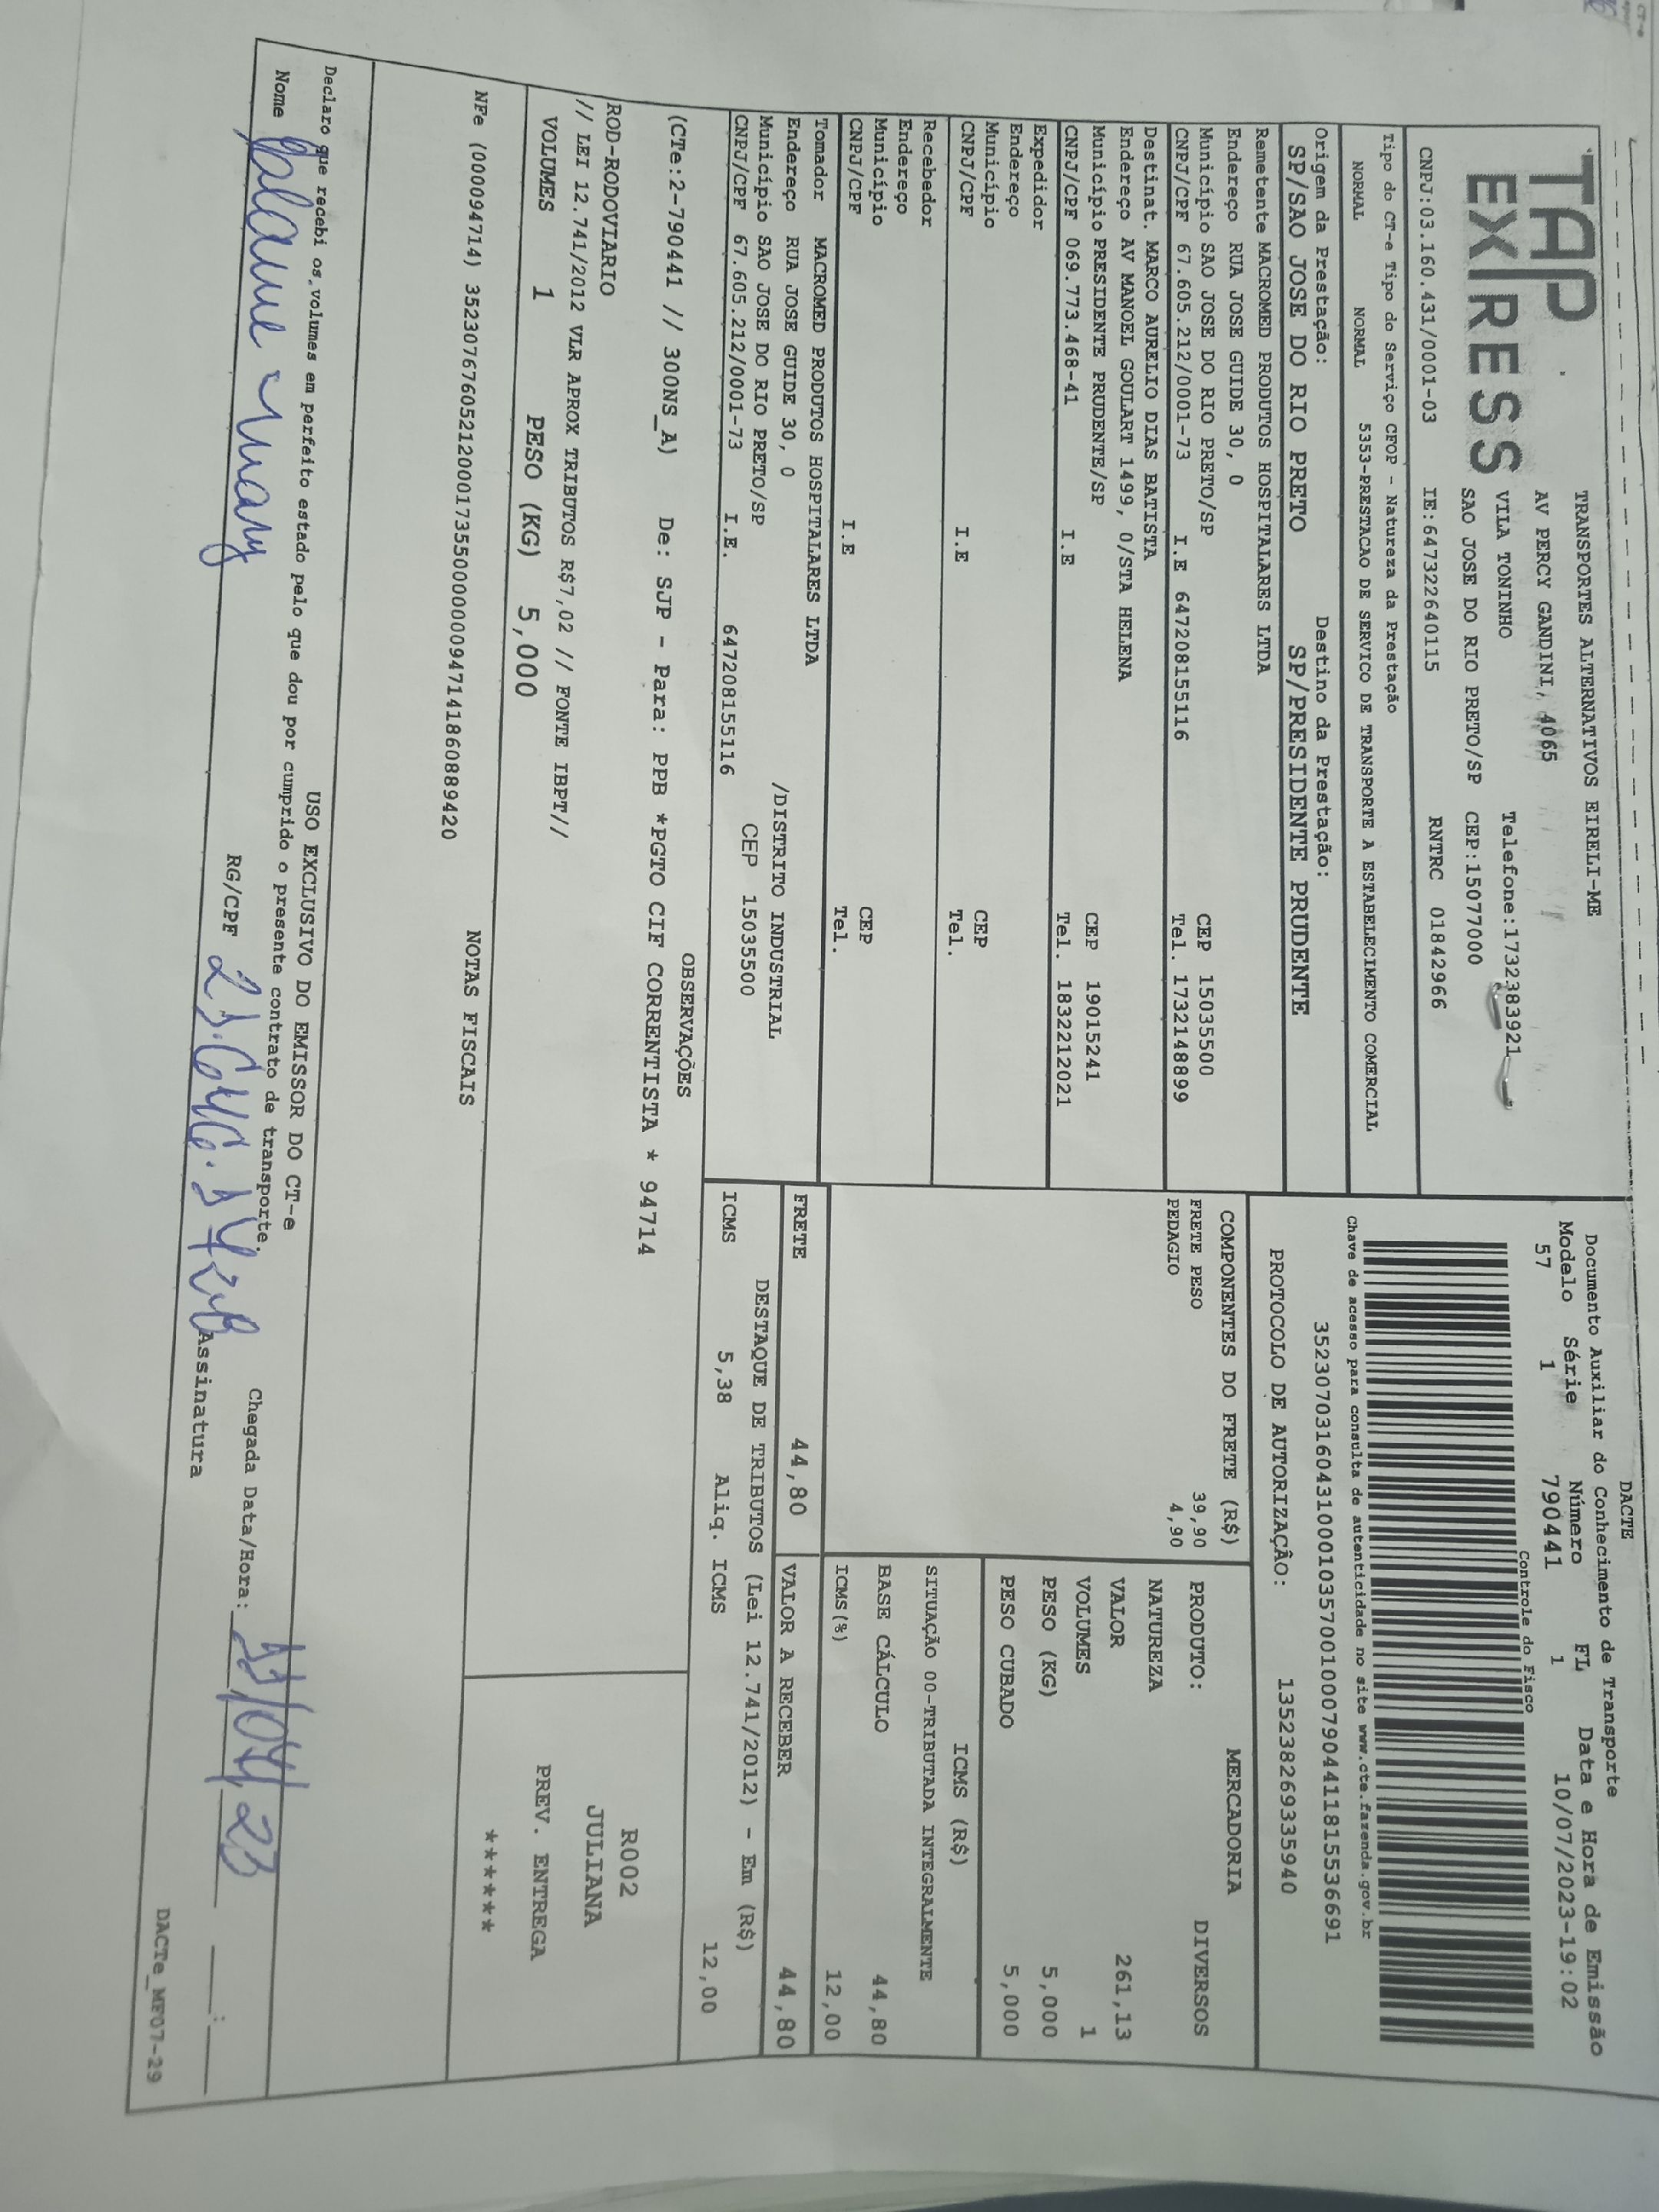 TAP
EXPRESS
TRANSPORTES ALTERNATIVOS EIRELI-ME
AV PERCY GANDINI, 4065
VILA TONINHO Telefone:1732383921
SAO JOSE DO RIO PRETO/SP CEP:15077000
CNPJ:03.160.431/0001-03 IE:647322640115 RNTRC 01842966
Tipo do CT-e Tipo do Serviço CFOP - Natureza da Prestação
NORMAL NORMAL 5353-PRESTACAO DE SERVICO DE TRANSPORTE A ESTABELECIMENTO COMERCIAL
Origem da Prestação: Destino da Prestação:
SP/SAO JOSE DO RIO PRETO SP/PRESIDENTE PRUDENTE
DACTE
Documento Auxiliar do Conhecimento de Transporte
Modelo Série Número FL Data e Hora de Emissão
57 1 790441 1 10/07/2023-19:02
Controle do Fisco
Chave de acesso para consulta de autenticidade no site www.cte.fazenda.gov.br
35230703160431000103570010007904411815536691
PROTOCOLO DE AUTORIZAÇÃO: 135238269335940
Remetente MACROMED PRODUTOS HOSPITALARES LTDA
Endereço RUA JOSE GUIDE 30, 0
Município SAO JOSE DO RIO PRETO/SP CEP 15035500
CNPJ/CPF 67.605.212/0001-73 I.E 647208155116 Tel. 1732148899
Destinat. MARCO AURELIO DIAS BATISTA
Endereço AV MANOEL GOULART 1499, 0/STA HELENA
Município PRESIDENTE PRUDENTE/SP CEP 19015241
CNPJ/CPF 069.773.468-41 I.E Tel. 1832212021
Expedidor
Endereço
Município CEP
CNPJ/CPF I.E Tel.
Recebedor
Endereço
Município CEP
CNPJ/CPF I.E Tel.
Tomador MACROMED PRODUTOS HOSPITALARES LTDA
Endereço RUA JOSE GUIDE 30, 0 /DISTRITO INDUSTRIAL
Município SAO JOSE DO RIO PRETO/SP CEP 15035500
CNPJ/CPF 67.605.212/0001-73 I.E. 647208155116
COMPONENTES DO FRETE (R$)
FRETE PESO 39,90
PEDAGIO 4,90
MERCADORIA
PRODUTO: DIVERSOS
NATUREZA
VALOR 261,13
VOLUMES 1
PESO (KG) 5,000
PESO CUBADO 5,000
ICMS (R$)
SITUAÇÃO 00-TRIBUTADA INTEGRALMENTE
BASE CÁLCULO 44,80
ICMS(%) 12,00
FRETE 44,80 VALOR A RECEBER 44,80
DESTAQUE DE TRIBUTOS (Lei 12.741/2012) - Em (R$)
ICMS 5,38 Aliq. ICMS 12,00
OBSERVAÇÕES
(CTe:2-790441 // 300NS_A) De: SJP - Para: PPB *PGTO CIF CORRENTISTA * 94714
ROD-RODOVIARIO
// LEI 12.741/2012 VLR APROX TRIBUTOS R$7,02 // FONTE IBPT//
VOLUMES 1 PESO (KG) 5,000
R002
JULIANA
PREV. ENTREGA
******
NOTAS FISCAIS
NFe (000094714) 35230767605212000173550000000947141860889420
USO EXCLUSIVO DO EMISSOR DO CT-e
Declaro que recebi os volumes em perfeito estado pelo que dou por cumprido o presente contrato de transporte.
Nome RG/CPF Assinatura Chegada Data/Hora: :
DACTe_MF07-29